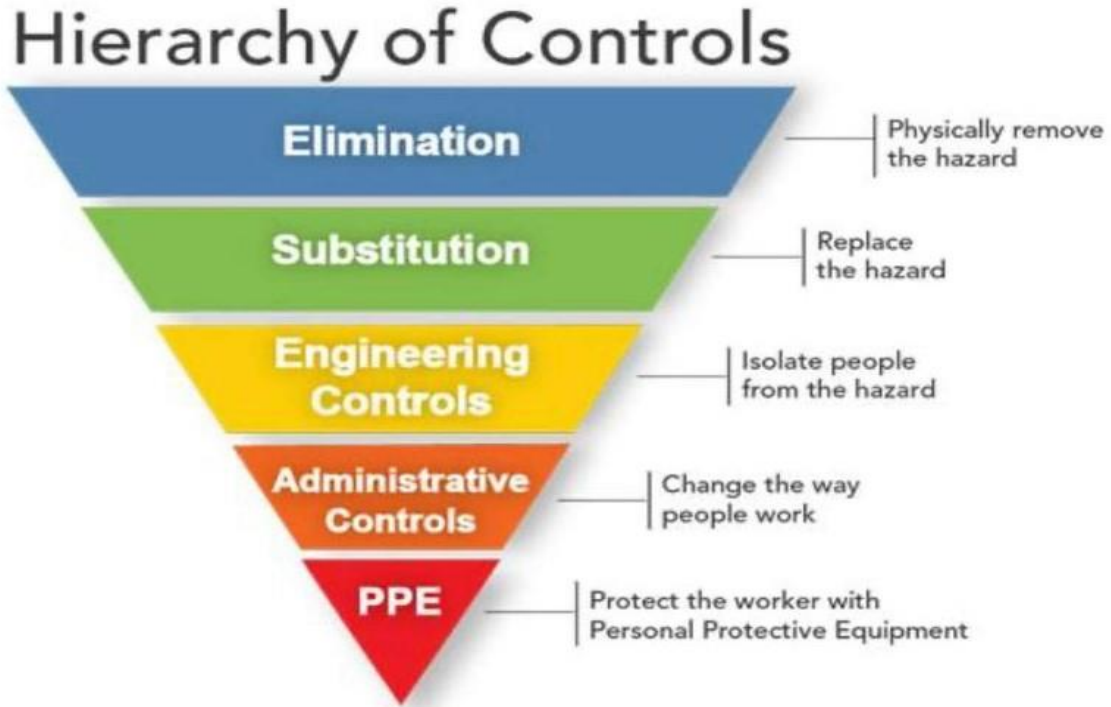 Hierarchy of Controls
Elimination
Physically remove
the hazard
Substitution
Replace
the hazard
Engineering
Controls
Isolate people
from the hazard
Administrative
Controls
Change the way
people work
PPE
Protect the worker with
Personal Protective Equipment